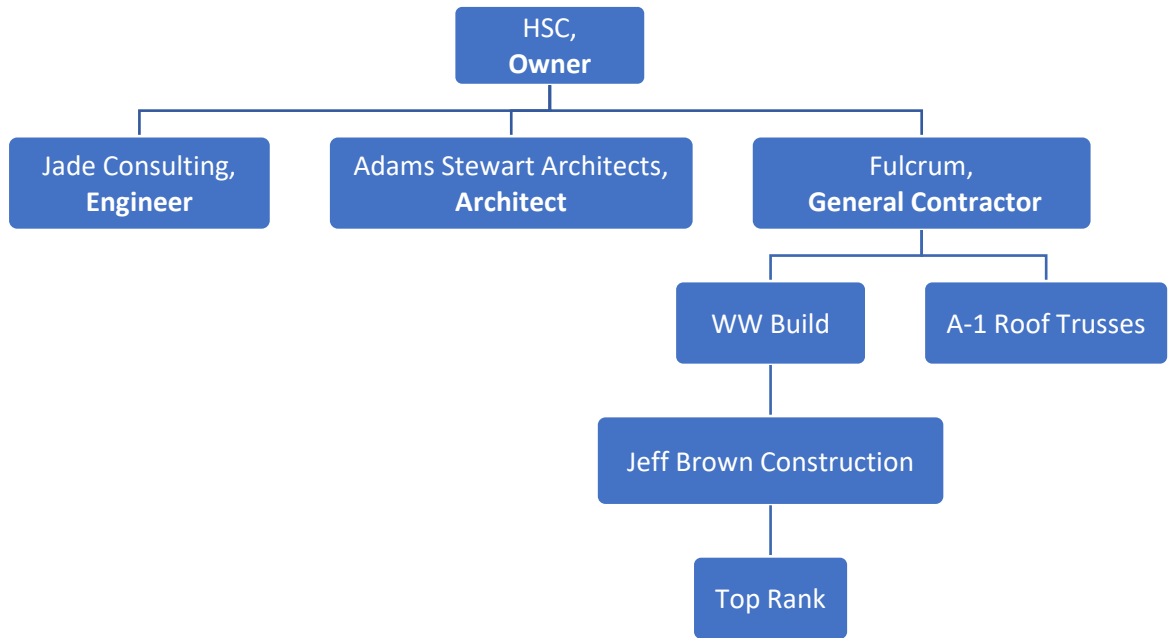 HSC,
Owner
Jade Consulting,
Engineer
Adams Stewart Architects,
Architect
Fulcrum,
General Contractor
WW Build
A-1 Roof Trusses
Jeff Brown Construction
Top Rank